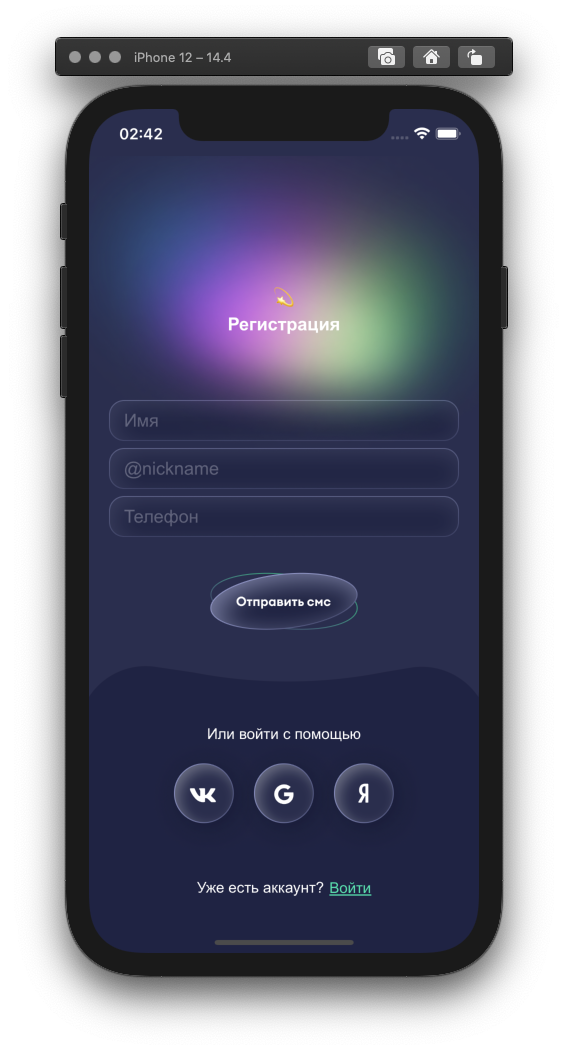 iPhone 12 – 14.4
02:42
Регистрация
Имя
@nickname
Телефон
Отправить смс
Или войти с помощью
G Я
Уже есть аккаунт? Войти